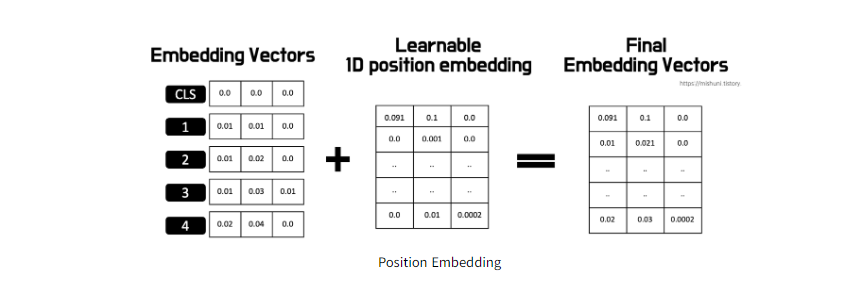 Embedding Vectors
Learnable
1D position embedding
Final
Embedding Vectors
https://mishuni.tistory
CLS 0.0 0.0 0.0
1 0.01 0.01 0.0
2 0.01 0.02 0.0
3 0.01 0.03 0.01
4 0.02 0.04 0.0
+
0.091 0.1 0.0
0.0 0.001 0.0
.. .. ..
.. .. ..
0.0 0.01 0.0002
=
0.091 0.1 0.0
0.01 0.021 0.0
.. .. ..
.. .. ..
0.02 0.03 0.0002
Position Embedding